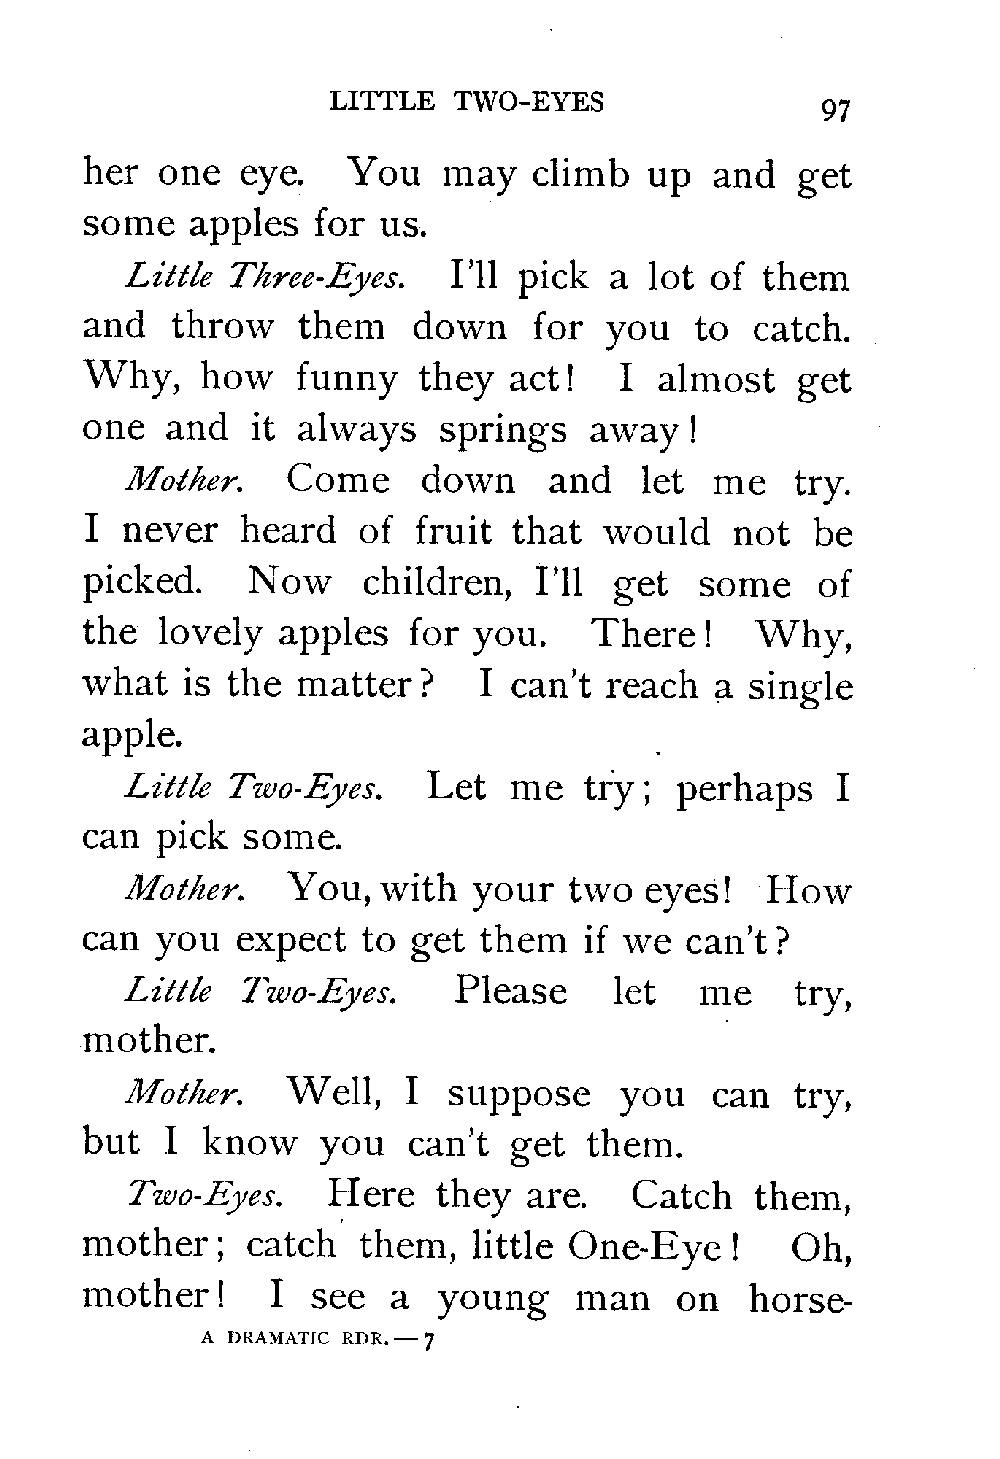 LITTLE TWO-EYES 97
her one eye. You may climb up and get
some apples for us.
Little Three-Eyes. I'll pick a lot of them
and throw them down for you to catch.
Why, how funny they act! I almost get
one and it always springs away!
Mother. Come down and let me try.
I never heard of fruit that would not be
picked. Now children, I'll get some of
the lovely apples for you. There! Why,
what is the matter? I can't reach a single
apple.
Little Two-Eyes. Let me try; perhaps I
can pick some.
Mother. You, with your two eyes! How
can you expect to get them if we can't?
Little Two-Eyes. Please let me try,
mother.
Mother. Well, I suppose you can try,
but I know you can't get them.
Two-Eyes. Here they are. Catch them,
mother; catch them, little One-Eye! Oh,
mother! I see a young man on horse-
A DRAMATIC RDR.—7